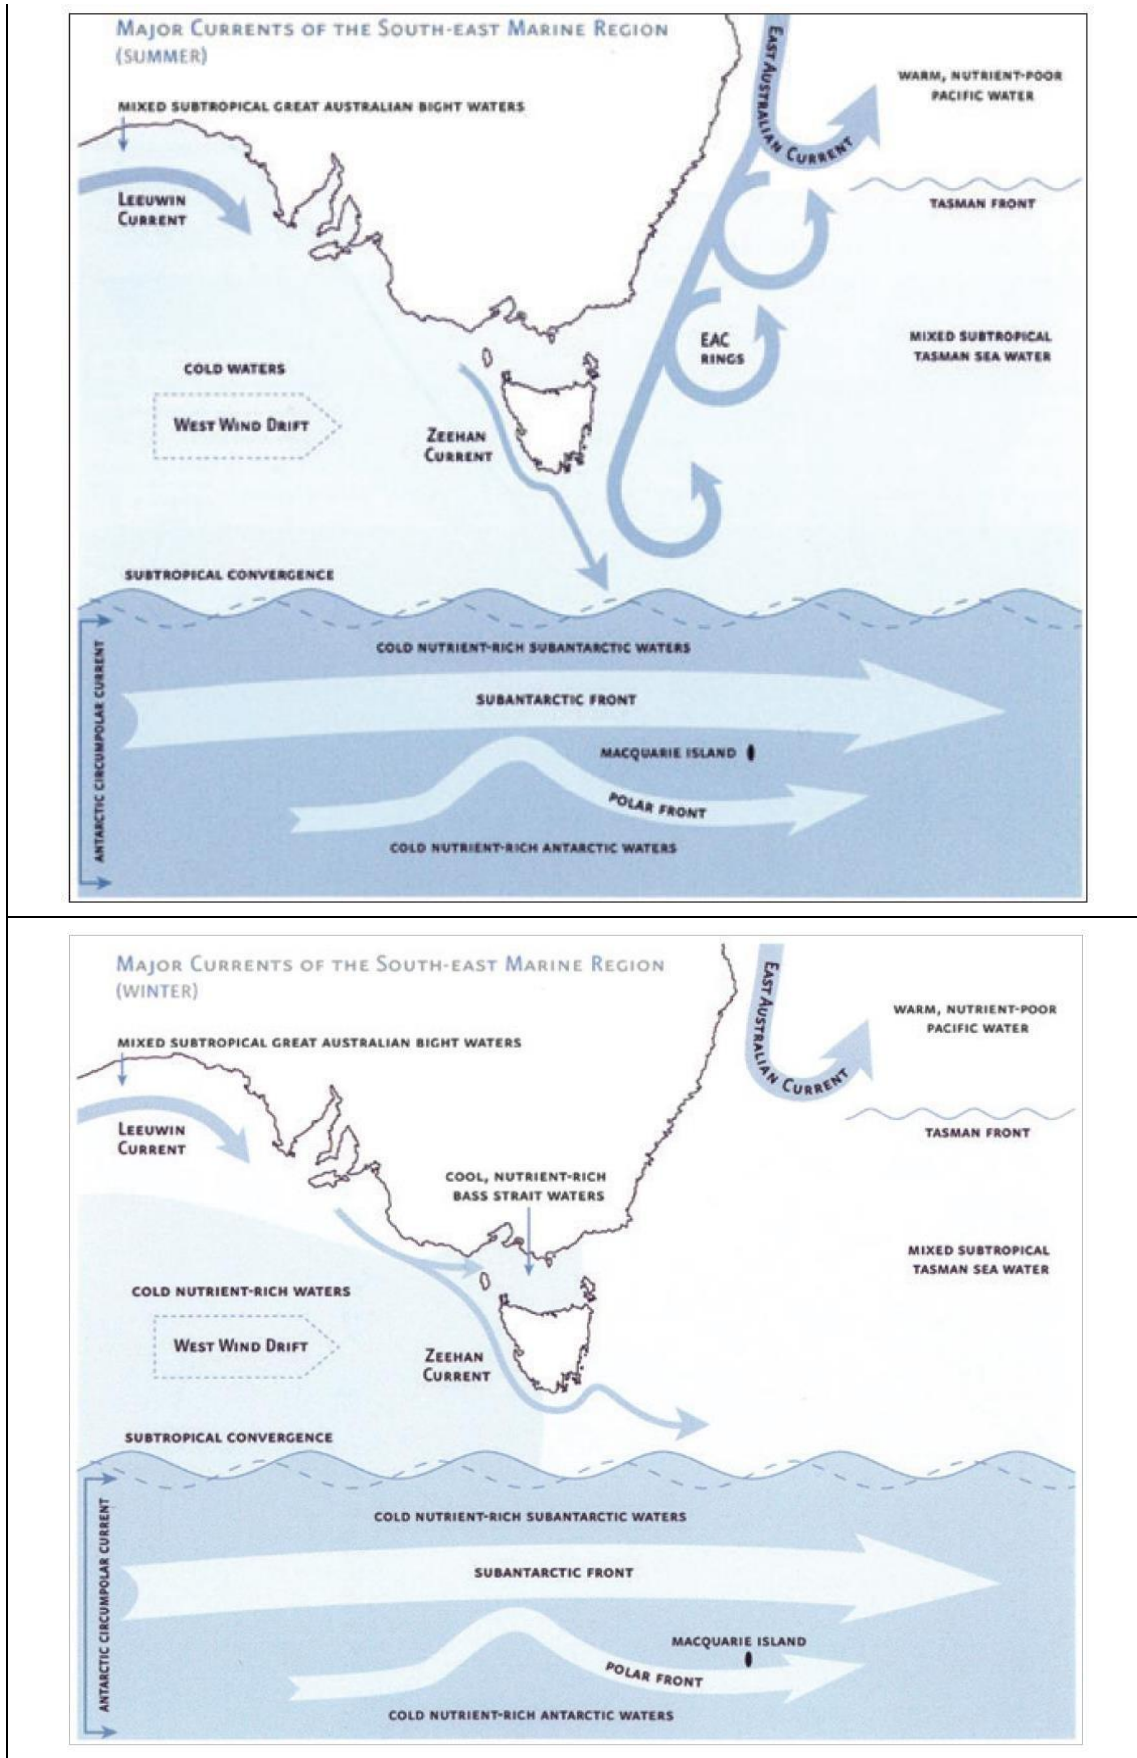 MAJOR CURRENTS OF THE SOUTH-EAST MARINE REGION
(SUMMER)
EAST AUSTRALIAN CURRENT
WARM, NUTRIENT-POOR
PACIFIC WATER
MIXED SUBTROPICAL GREAT AUSTRALIAN BIGHT WATERS
LEEUWIN
CURRENT
TASMAN FRONT
EAC
RINGS
MIXED SUBTROPICAL
TASMAN SEA WATER
COLD WATERS
WEST WIND DRIFT
ZEEHAN
CURRENT
SUBTROPICAL CONVERGENCE
ANTARCTIC CIRCUMPOLAR CURRENT
COLD NUTRIENT-RICH SUBANTARCTIC WATERS
SUBANTARCTIC FRONT
MACQUARIE ISLAND
POLAR FRONT
COLD NUTRIENT-RICH ANTARCTIC WATERS
MAJOR CURRENTS OF THE SOUTH-EAST MARINE REGION
(WINTER)
EAST AUSTRALIAN CURRENT
WARM, NUTRIENT-POOR
PACIFIC WATER
MIXED SUBTROPICAL GREAT AUSTRALIAN BIGHT WATERS
LEEUWIN
CURRENT
TASMAN FRONT
COOL, NUTRIENT-RICH
BASS STRAIT WATERS
MIXED SUBTROPICAL
TASMAN SEA WATER
COLD NUTRIENT-RICH WATERS
WEST WIND DRIFT
ZEEHAN
CURRENT
SUBTROPICAL CONVERGENCE
ANTARCTIC CIRCUMPOLAR CURRENT
COLD NUTRIENT-RICH SUBANTARCTIC WATERS
SUBANTARCTIC FRONT
MACQUARIE ISLAND
POLAR FRONT
COLD NUTRIENT-RICH ANTARCTIC WATERS